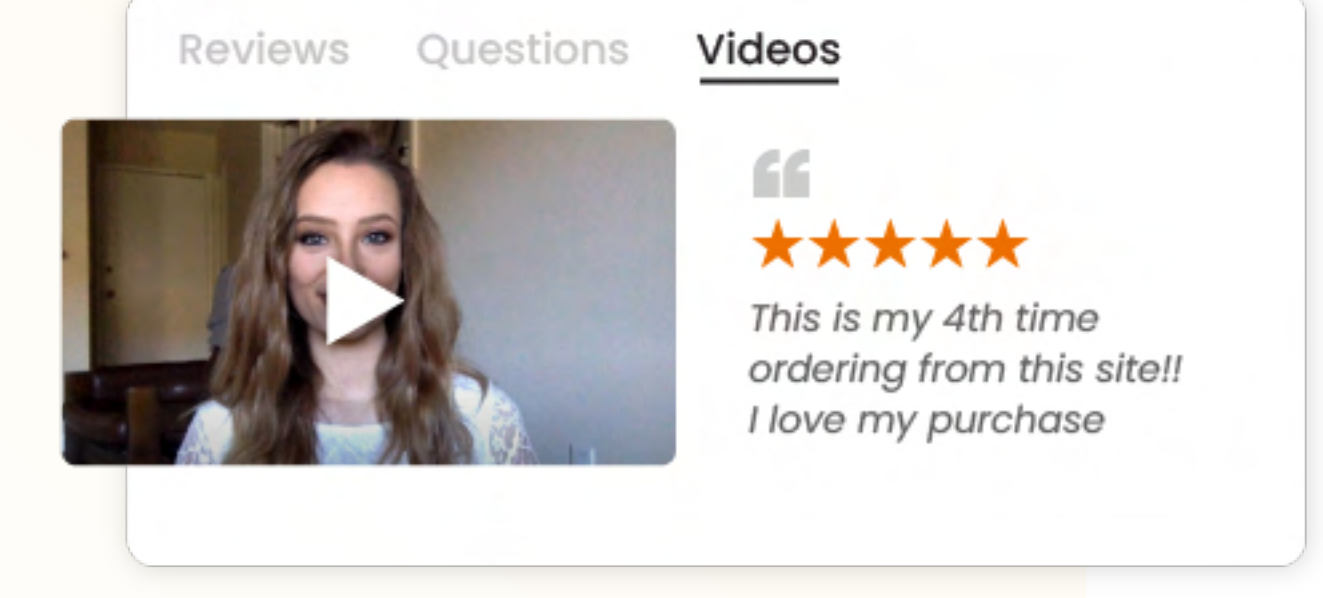 Reviews Questions Videos
“
This is my 4th time
ordering from this site!!
I love my purchase